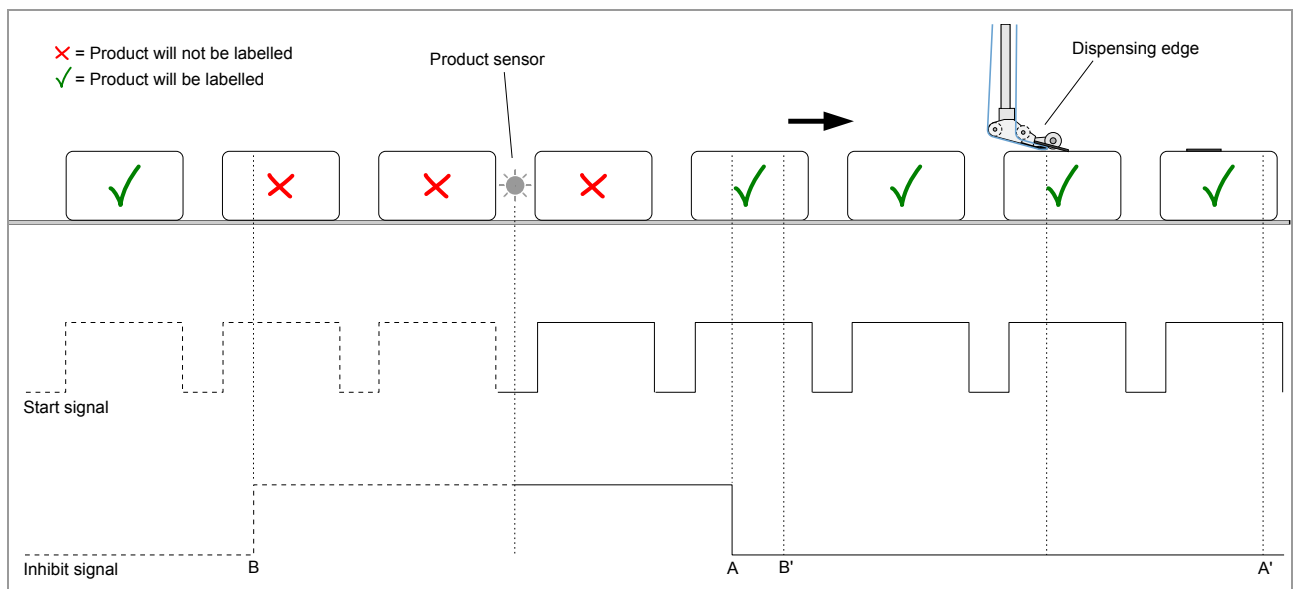 = Product will not be labelled
= Product will be labelled
Product sensor
Dispensing edge
Start signal
Inhibit signal
B
A
B'
A'